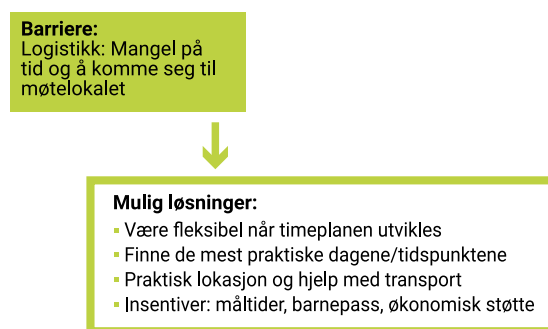 Barriere:
Logistikk: Mangel på
tid og å komme seg til
møtelokalet
Mulig løsninger:
▪ Være fleksibel når timeplanen utvikles
▪ Finne de mest praktiske dagene/tidspunktene
▪ Praktisk lokasjon og hjelp med transport
▪ Insentiver: måltider, barnepass, økonomisk støtte